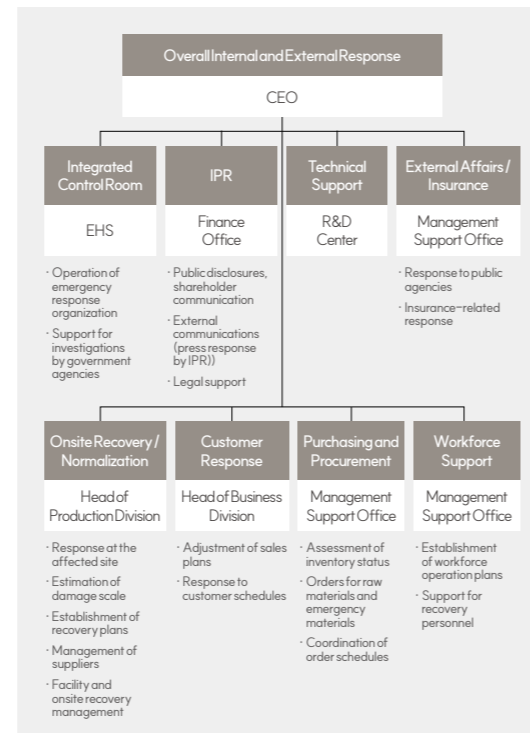 Overall Internal and External Response
CEO
Integrated
Control Room
EHS
· Operation of
emergency
response
organization
· Support for
investigations
by government
agencies
IPR
Finance
Office
· Public disclosures,
shareholder
communication
· External
communications
(press response
by IPR))
· Legal support
Technical
Support
R&D
Center
External Affairs /
Insurance
Management
Support Office
· Response to public
agencies
· Insurance-related
response
Onsite Recovery /
Normalization
Head of
Production Division
· Response at the
affected site
· Estimation of
damage scale
· Establishment of
recovery plans
· Management of
suppliers
· Facility and
onsite recovery
management
Customer
Response
Head of Business
Division
· Adjustment of sales
plans
· Response to
customer schedules
Purchasing and
Procurement
Management
Support Office
· Assessment of
inventory status
· Orders for raw
materials and
emergency
materials
· Coordination of
order schedules
Workforce
Support
Management
Support Office
· Establishment
of workforce
operation plans
· Support for
recovery
personnel